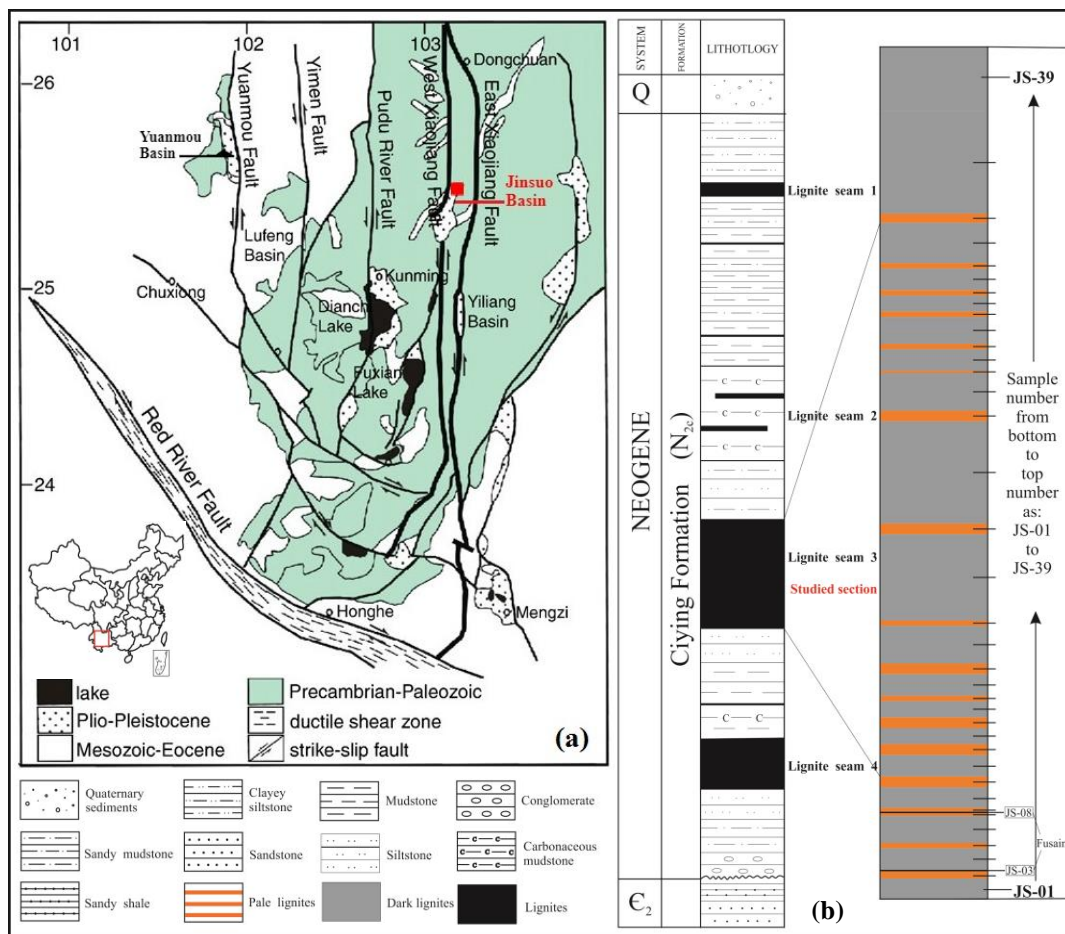 101
102
103
26
25
24
Dongchuan
Yuanmou
Basin
Yuanmou Fault
Yimen Fault
Pudu River Fault
West Xiaojiang Fault
East Xiaojiang Fault
Jinsuo
Basin
Lufeng
Basin
Chuxiong
Kunming
Dianchi
Lake
Yiliang
Basin
Fuxian
Lake
Red River Fault
Honghe
Mengzi
lake
Plio-Pleistocene
Mesozoic-Eocene
Precambrian-Paleozoic
ductile shear zone
strike-slip fault
(a)
Quaternary
sediments
Clayey
siltstone
Mudstone
Conglomerate
Sandy mudstone
Sandstone
Siltstone
Carbonaceous
mudstone
Sandy shale
Pale lignites
Dark lignites
Lignites
SYSTEM
FORMATION
LITHOTLOGY
Q
NEOGENE
Ciying Formation (N2c)
Є2
c c
c c
c c
c c
Lignite seam 1
Lignite seam 2
Lignite seam 3
Studied section
Lignite seam 4
JS-39
Sample
number
from
bottom
to
top
number
as:
JS-01
to
JS-39
JS-08
Fusain
JS-03
JS-01
(b)